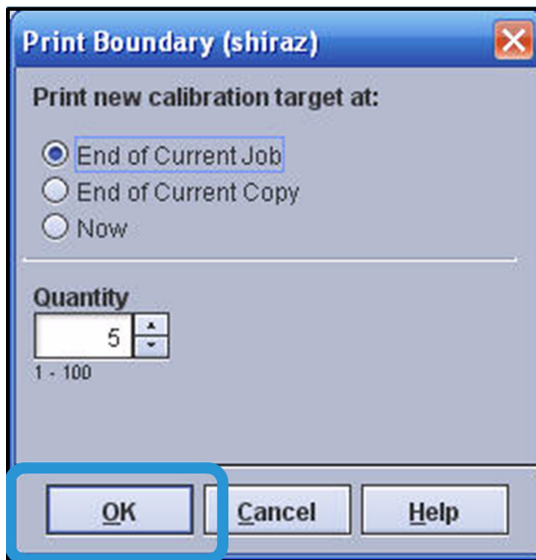 Print Boundary (shiraz)
Print new calibration target at:
End of Current Job
End of Current Copy
Now
Quantity
5
1 - 100
OK Cancel Help